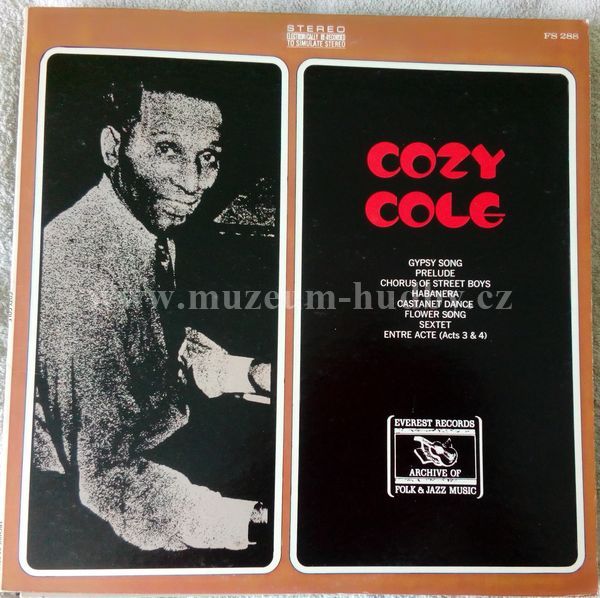 STEREO
ELECTRONICALLY RE-RECORDED
TO SIMULATE STEREO
FS 288
COZY
COLE
GYPSY SONG
PRELUDE
CHORUS OF STREET BOYS
HABANERA
CASTANET DANCE
FLOWER SONG
SEXTET
ENTRE ACTE (Acts 3 & 4)
EVEREST RECORDS
ARCHIVE OF
FOLK & JAZZ MUSIC
www.muzeum-hudby.cz